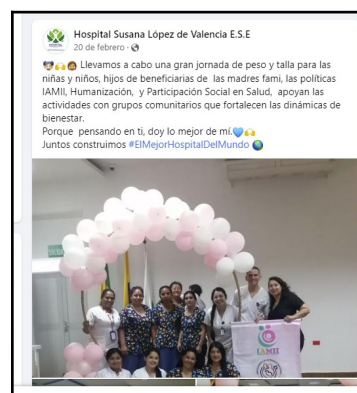 Hospital Susana López de Valencia E.S.E
20 de febrero ·
Llevamos a cabo una gran jornada de peso y talla para las
niñas y niños, hijos de beneficiarias de las madres fami, las políticas
IAMII, Humanización, y Participación Social en Salud, apoyan las
actividades con grupos comunitarios que fortalecen las dinámicas de
bienestar.
Porque pensando en ti, doy lo mejor de mí.
Juntos construimos #ElMejorHospitalDelMundo
IAMII